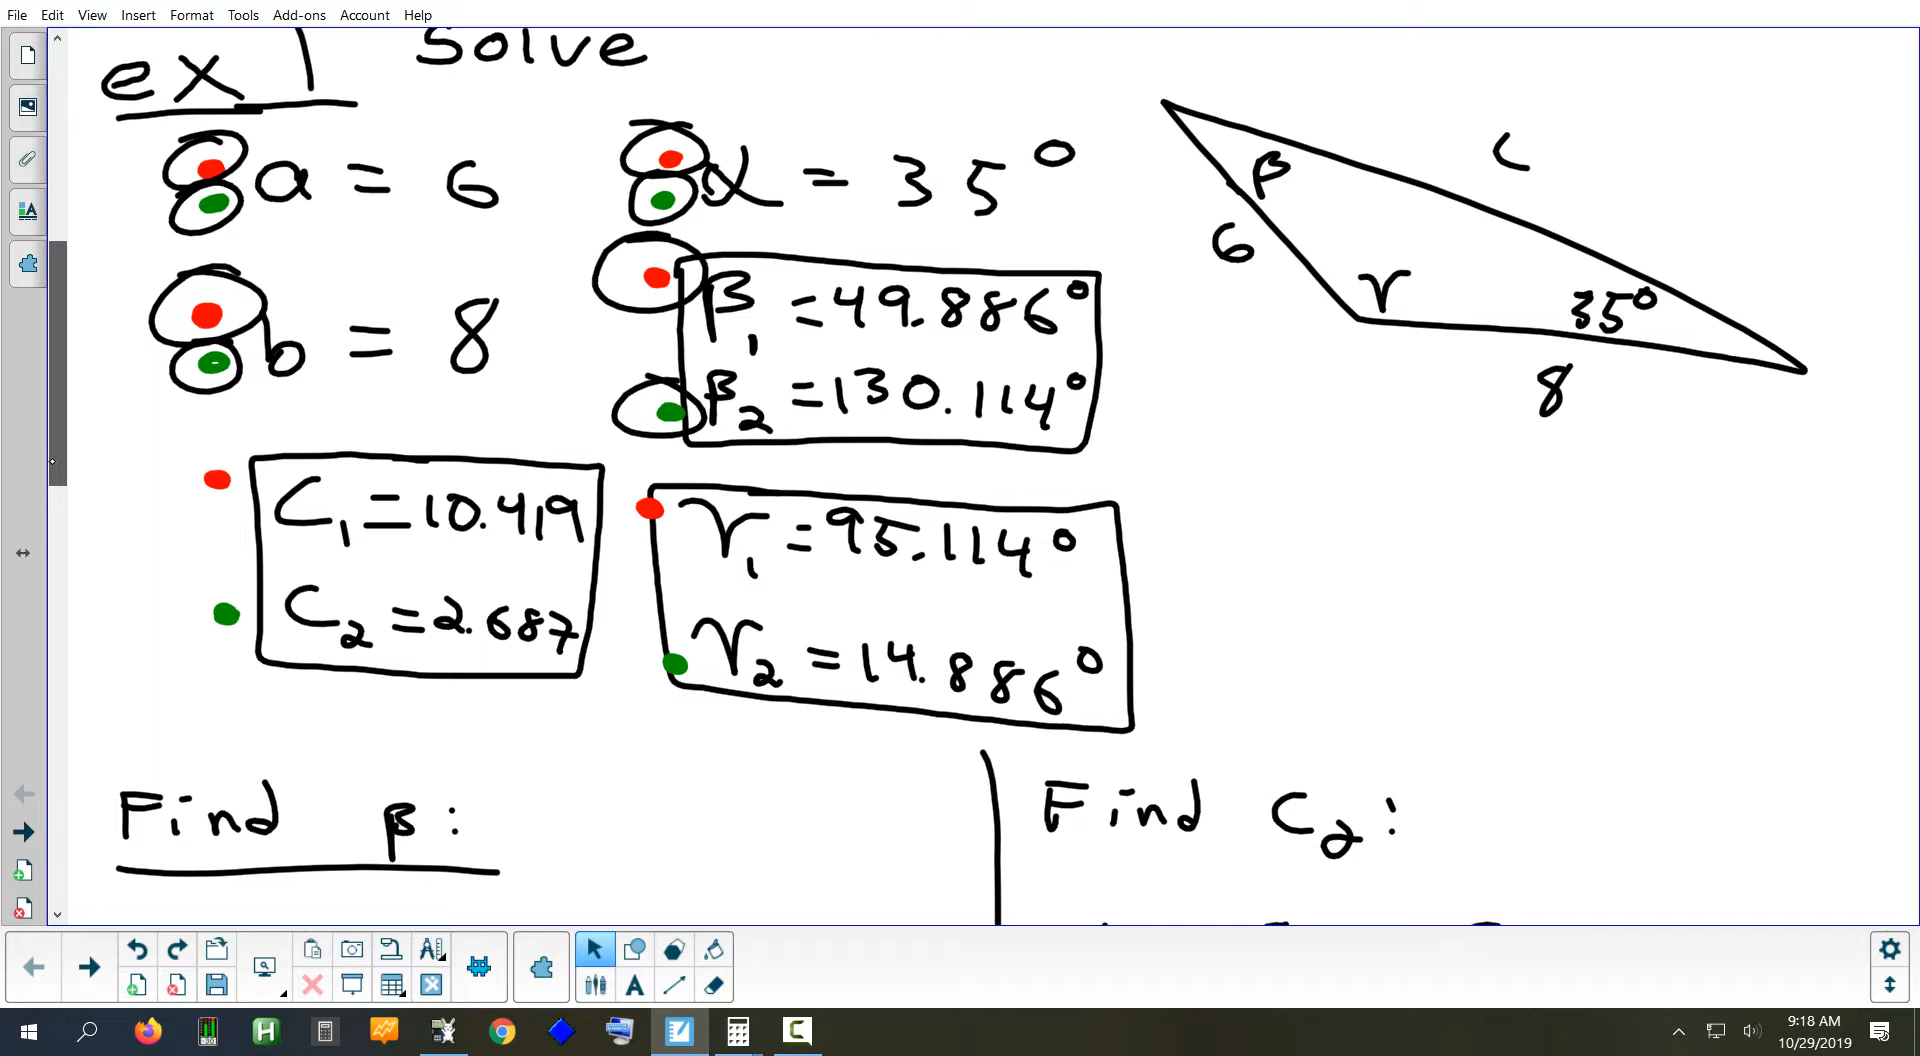 File Edit View Insert Format Tools Add-ons Account Help
ex 1 Solve
a = 6
α = 35°
b = 8
β₁ = 49.886°
β₂ = 130.114°
C₁ = 10.419
C₂ = 2.687
γ₁ = 95.114°
γ₂ = 14.886°
β
c
6
γ
35°
8
Find β:
Find C₂:
9:18 AM
10/29/2019